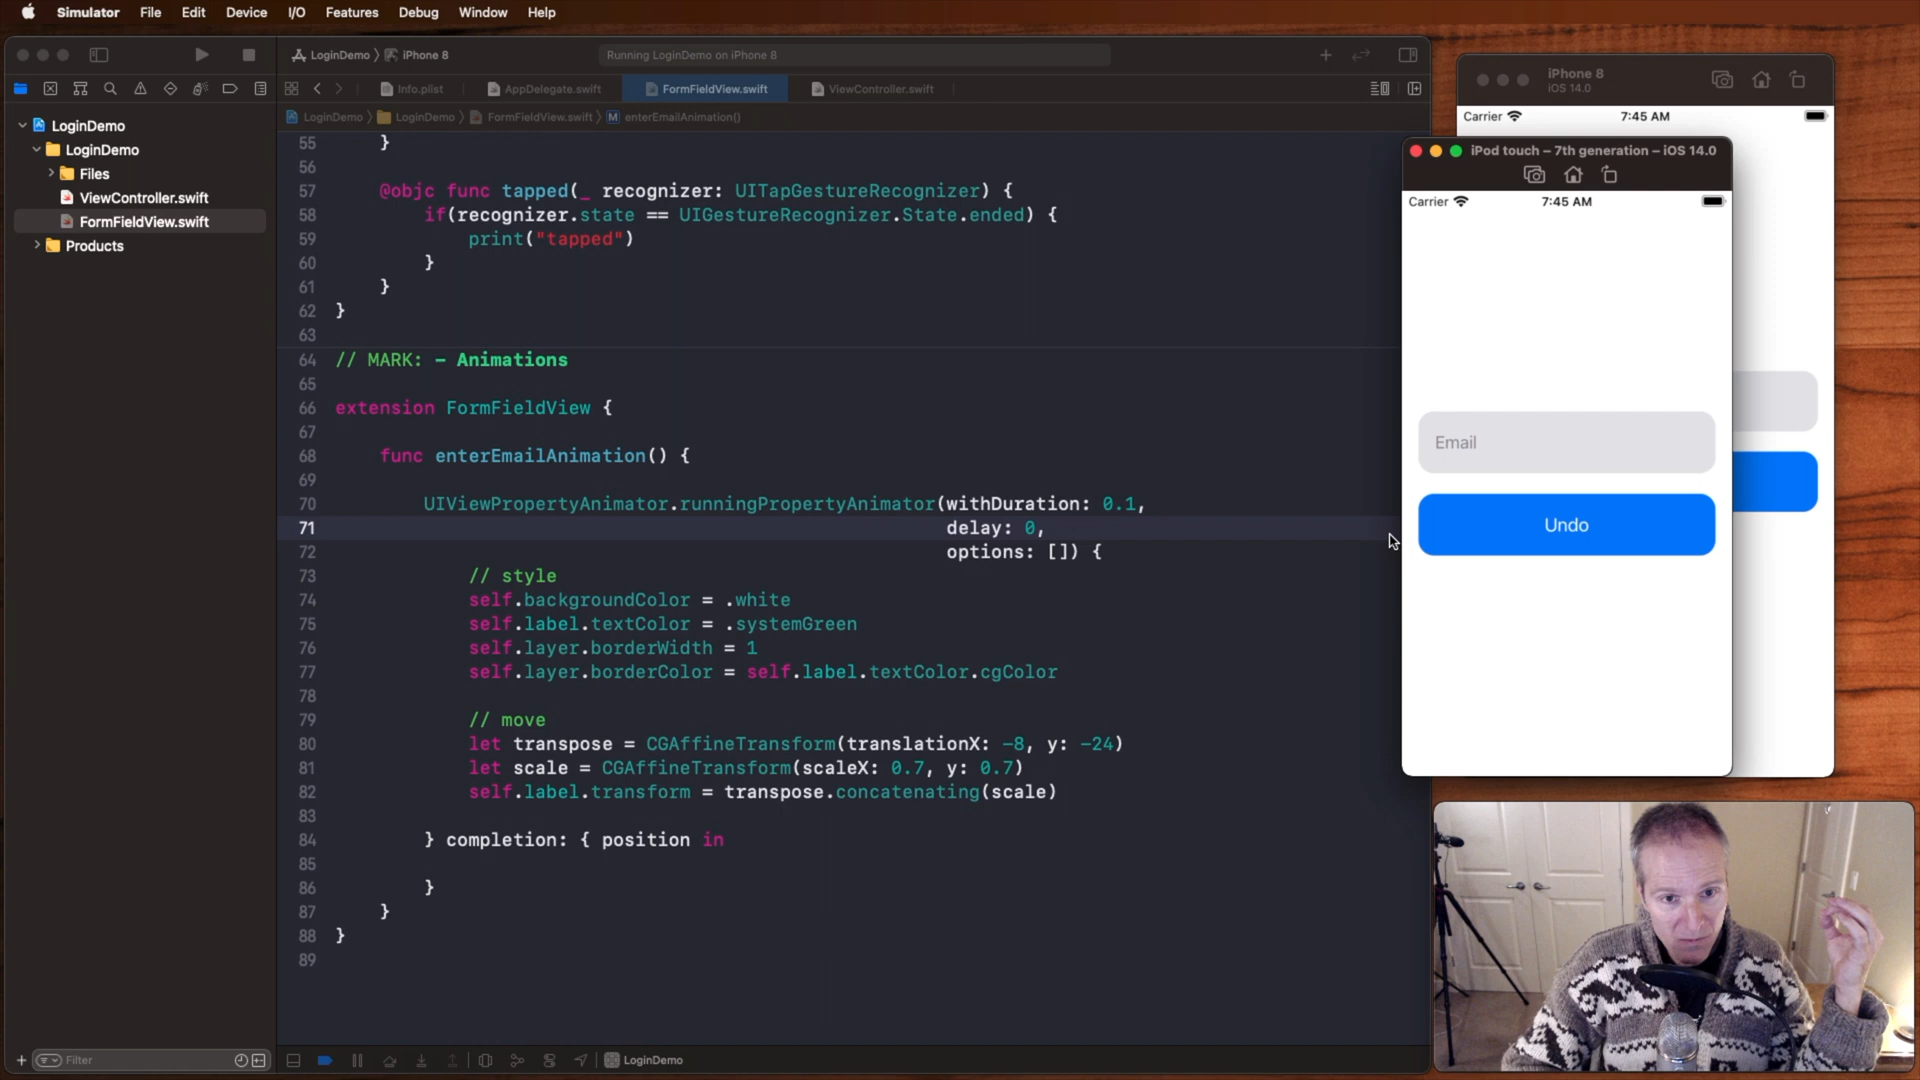 Simulator File Edit Device I/O Features Debug Window Help
LoginDemo 〉 iPhone 8
Running LoginDemo on iPhone 8
Info.plist
AppDelegate.swift
FormFieldView.swift
ViewController.swift
LoginDemo 〉 LoginDemo 〉 FormFieldView.swift 〉 M enterEmailAnimation()
LoginDemo
LoginDemo
Files
ViewController.swift
FormFieldView.swift
Products
Filter
55 }
56
57 @objc func tapped(_ recognizer: UITapGestureRecognizer) {
58 if(recognizer.state == UIGestureRecognizer.State.ended) {
59 print("tapped")
60 }
61 }
62 }
63
64 // MARK: - Animations
65
66 extension FormFieldView {
67
68 func enterEmailAnimation() {
69
70 UIViewPropertyAnimator.runningPropertyAnimator(withDuration: 0.1,
71 delay: 0,
72 options: []) {
73 // style
74 self.backgroundColor = .white
75 self.label.textColor = .systemGreen
76 self.layer.borderWidth = 1
77 self.layer.borderColor = self.label.textColor.cgColor
78
79 // move
80 let transpose = CGAffineTransform(translationX: -8, y: -24)
81 let scale = CGAffineTransform(scaleX: 0.7, y: 0.7)
82 self.label.transform = transpose.concatenating(scale)
83
84 } completion: { position in
85
86 }
87 }
88 }
89
LoginDemo
iPhone 8
iOS 14.0
Carrier 7:45 AM
iPod touch – 7th generation – iOS 14.0
Carrier 7:45 AM
Email
Undo